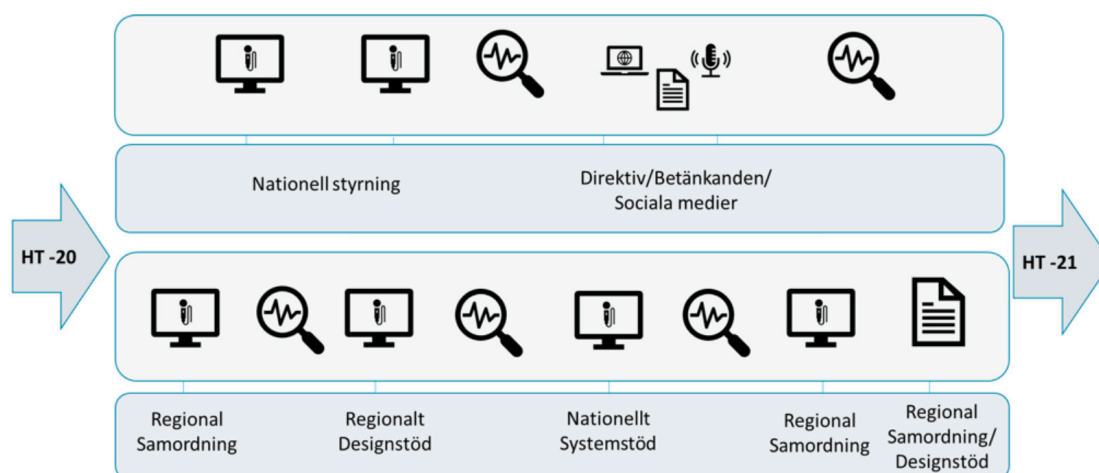 Nationell styrning
Direktiv/Betänkanden/
Sociala medier
HT -20
HT -21
Regional
Samordning
Regionalt
Designstöd
Nationellt
Systemstöd
Regional
Samordning
Regional
Samordning/
Designstöd